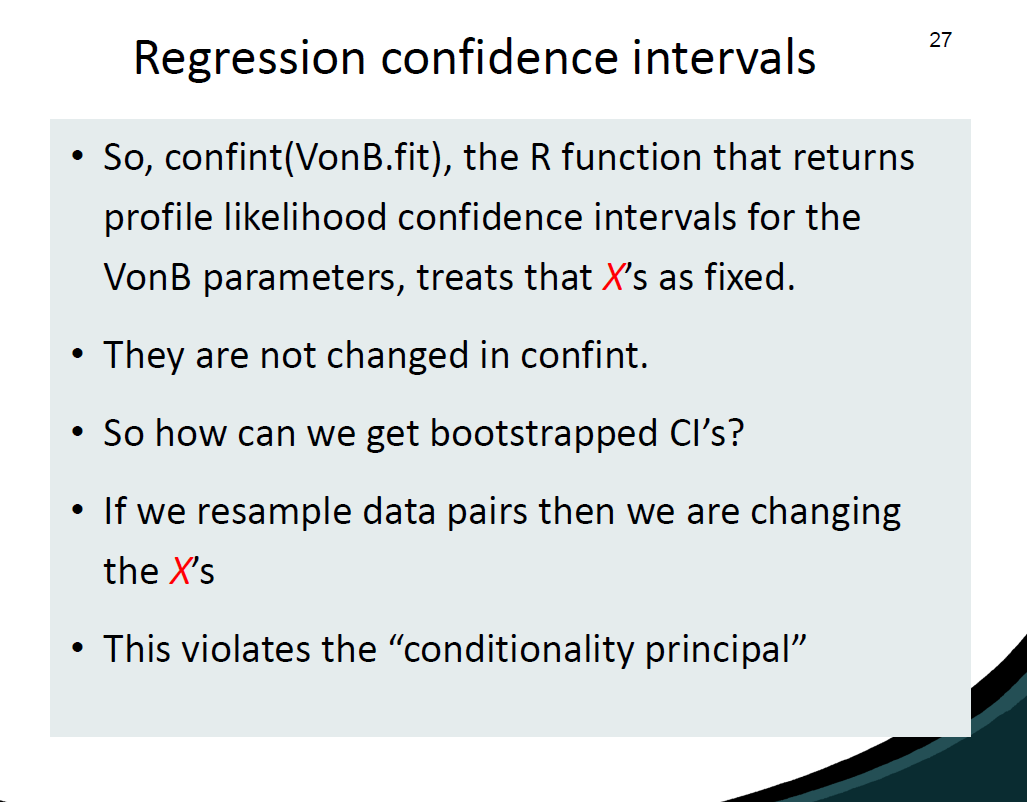 27
Regression confidence intervals
• So, confint(VonB.fit), the R function that returns
profile likelihood confidence intervals for the
VonB parameters, treats that X’s as fixed.
• They are not changed in confint.
• So how can we get bootstrapped CI’s?
• If we resample data pairs then we are changing
the X’s
• This violates the “conditionality principal”